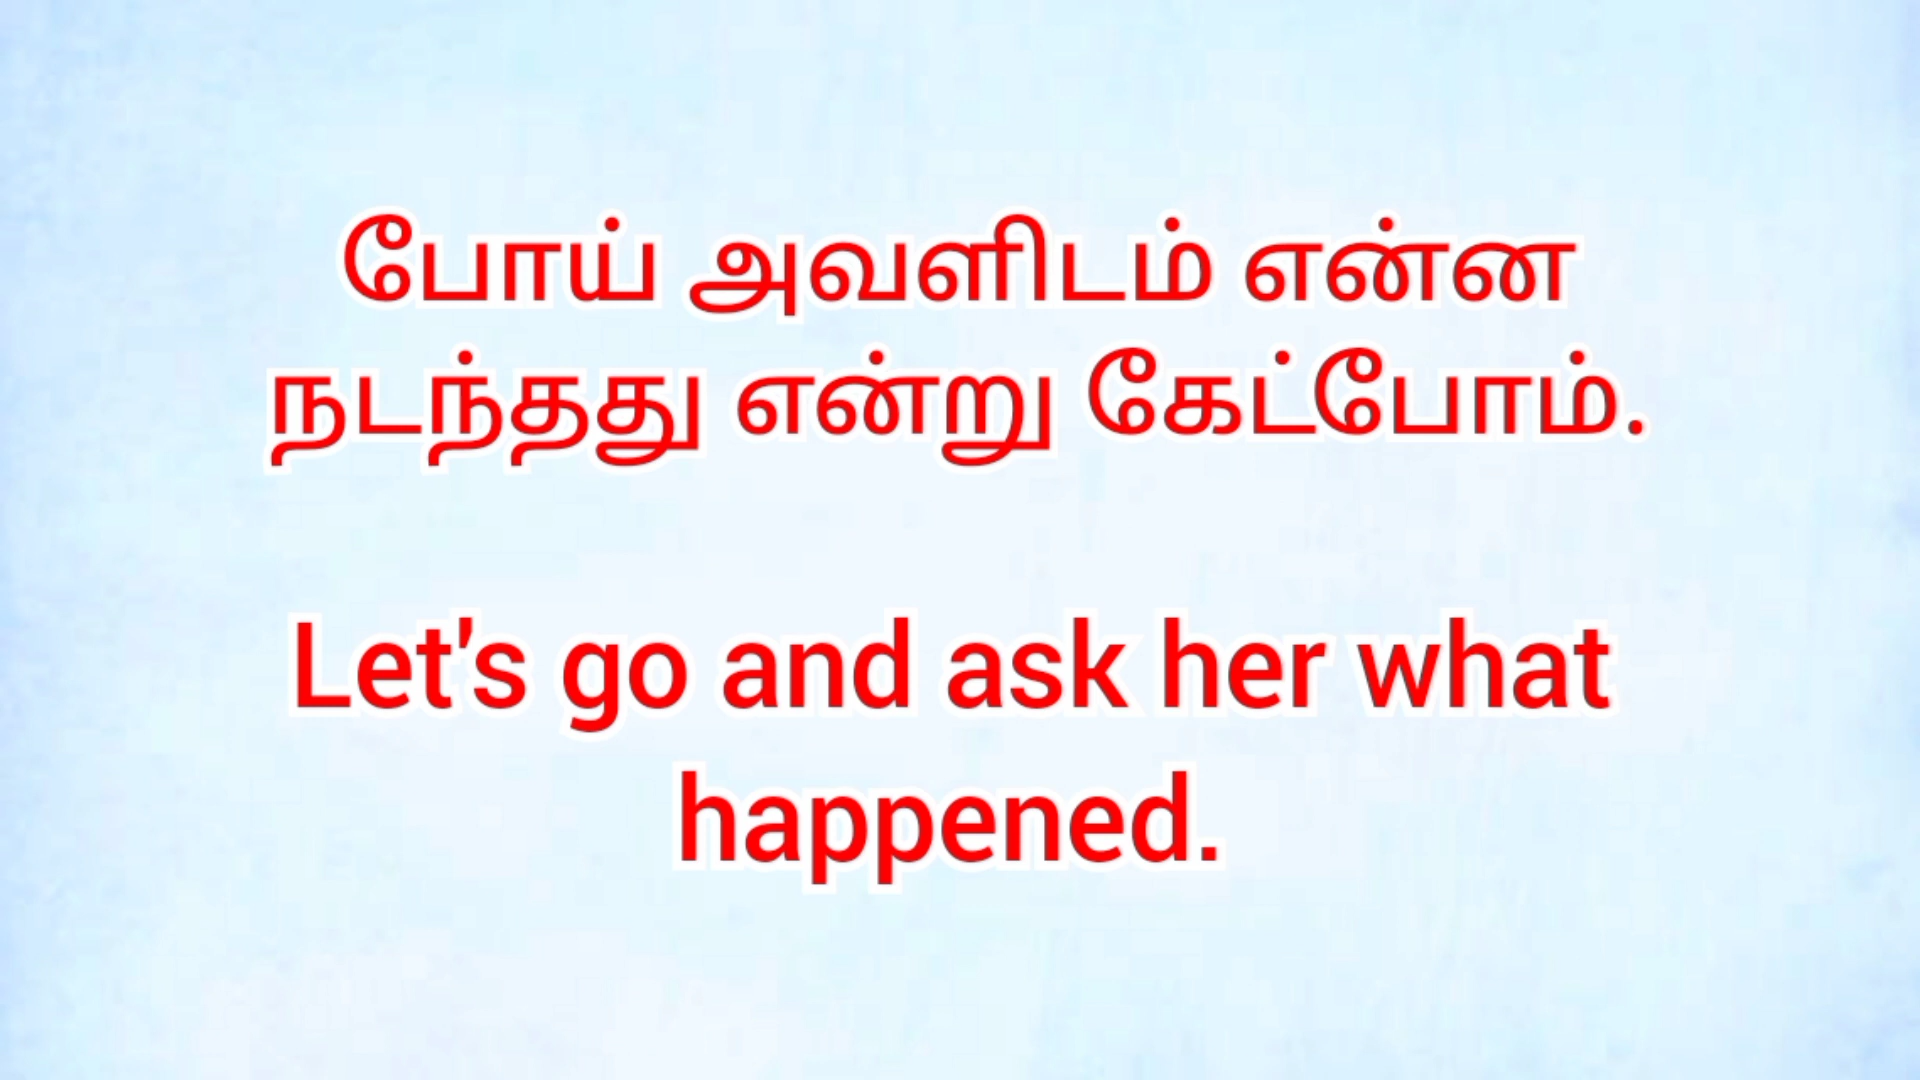 போய் அவளிடம் என்ன
நடந்தது என்று கேட்போம்.
Let's go and ask her what
happened.